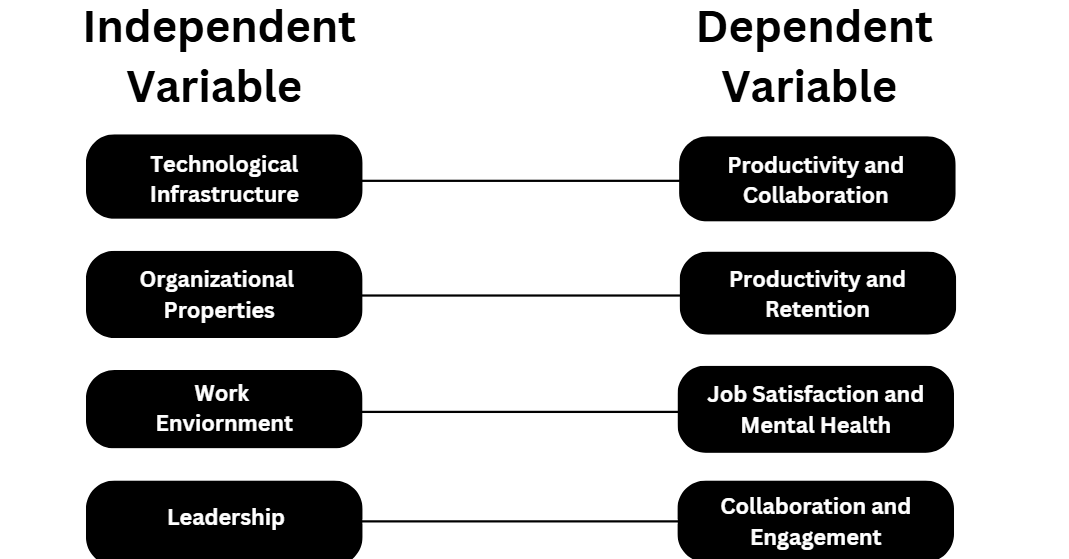 Independent
Variable
Dependent
Variable
Technological
Infrastructure
Productivity and
Collaboration
Organizational
Properties
Productivity and
Retention
Work
Enviornment
Job Satisfaction and
Mental Health
Leadership
Collaboration and
Engagement